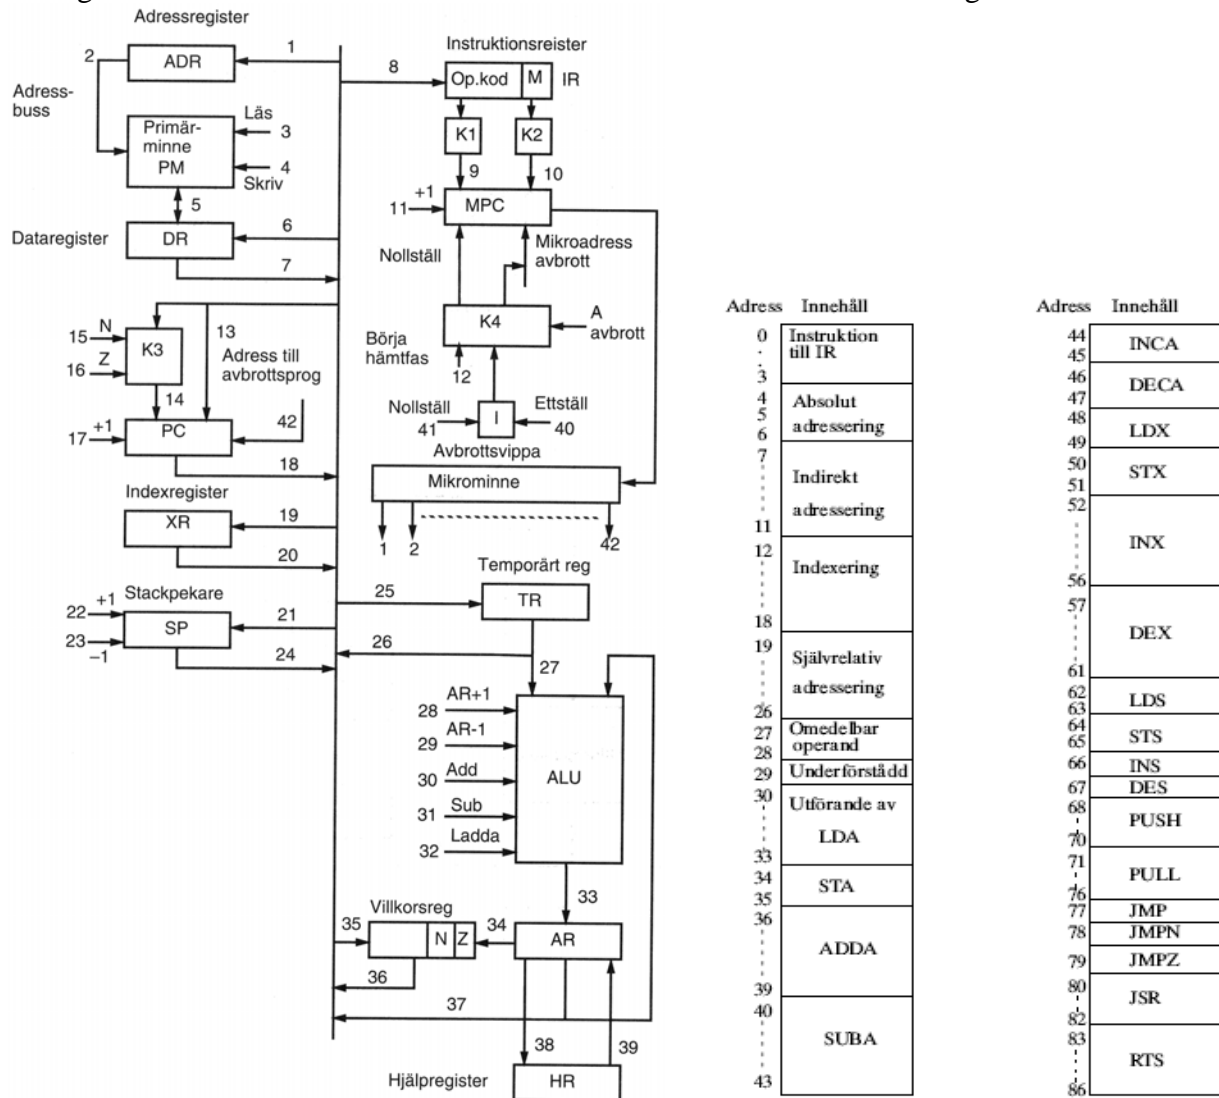 Adressregister
2
ADR
1
Adress-
buss
Primär-
minne
PM
Läs
3
4
Skriv
5
Dataregister
DR
6
7
15
N
K3
13
16
Z
Adress till
avbrottsprog
14
42
17
+1
PC
18
Indexregister
XR
19
20
Stackpekare
22
+1
SP
21
23
–1
24
8
Instruktionsreister
Op.kod
M
IR
K1
K2
9
10
11
+1
MPC
Nollställ
Mikroadress
avbrott
K4
A
avbrott
Börja
hämtfas
12
Nollställ
41
I
Ettställ
40
Avbrottsvippa
Mikrominne
1
2
42
Temporärt reg
25
TR
26
27
AR+1
28
AR-1
29
Add
30
Sub
31
Ladda
32
ALU
33
Villkorsreg
35
N
Z
34
AR
36
37
38
39
Hjälpregister
HR
Adress Innehåll
0
3
Instruktion
till IR
4
5
6
Absolut
adressering
7
11
Indirekt
adressering
12
18
Indexering
19
26
Självrelativ
adressering
27
28
Omedelbar
operand
29
Underförstådd
30
33
Utförande av
LDA
34
35
STA
36
39
ADDA
40
43
SUBA
Adress Innehåll
44
45
INCA
46
47
DECA
48
49
LDX
50
51
STX
52
56
INX
57
61
DEX
62
63
LDS
64
65
STS
66
INS
67
DES
68
70
PUSH
71
76
PULL
77
JMP
78
JMPN
79
JMPZ
80
82
JSR
83
86
RTS